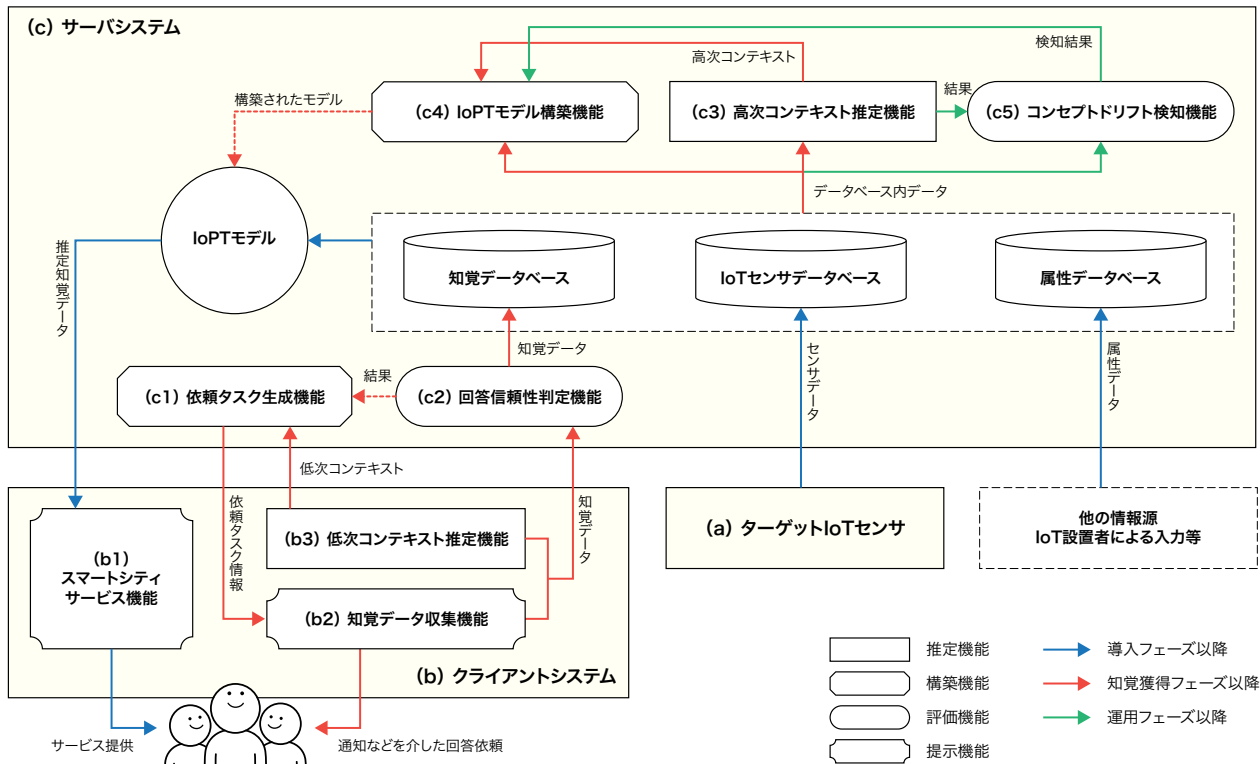 (c) サーバシステム
検知結果
高次コンテキスト
構築されたモデル
(c4) IoPTモデル構築機能
(c3) 高次コンテキスト推定機能
結果
(c5) コンセプトドリフト検知機能
データベース内データ
IoPTモデル
推定知覚データ
知覚データベース
IoTセンサデータベース
属性データベース
知覚データ
センサデータ
属性データ
(c1) 依頼タスク生成機能
結果
(c2) 回答信頼性判定機能
低次コンテキスト
依頼タスク情報
知覚データ
(b1)
スマートシティ
サービス機能
(b3) 低次コンテキスト推定機能
(b2) 知覚データ収集機能
(b) クライアントシステム
(a) ターゲットIoTセンサ
他の情報源
IoT設置者による入力等
サービス提供
通知などを介した回答依頼
推定機能
構築機能
評価機能
提示機能
導入フェーズ以降
知覚獲得フェーズ以降
運用フェーズ以降